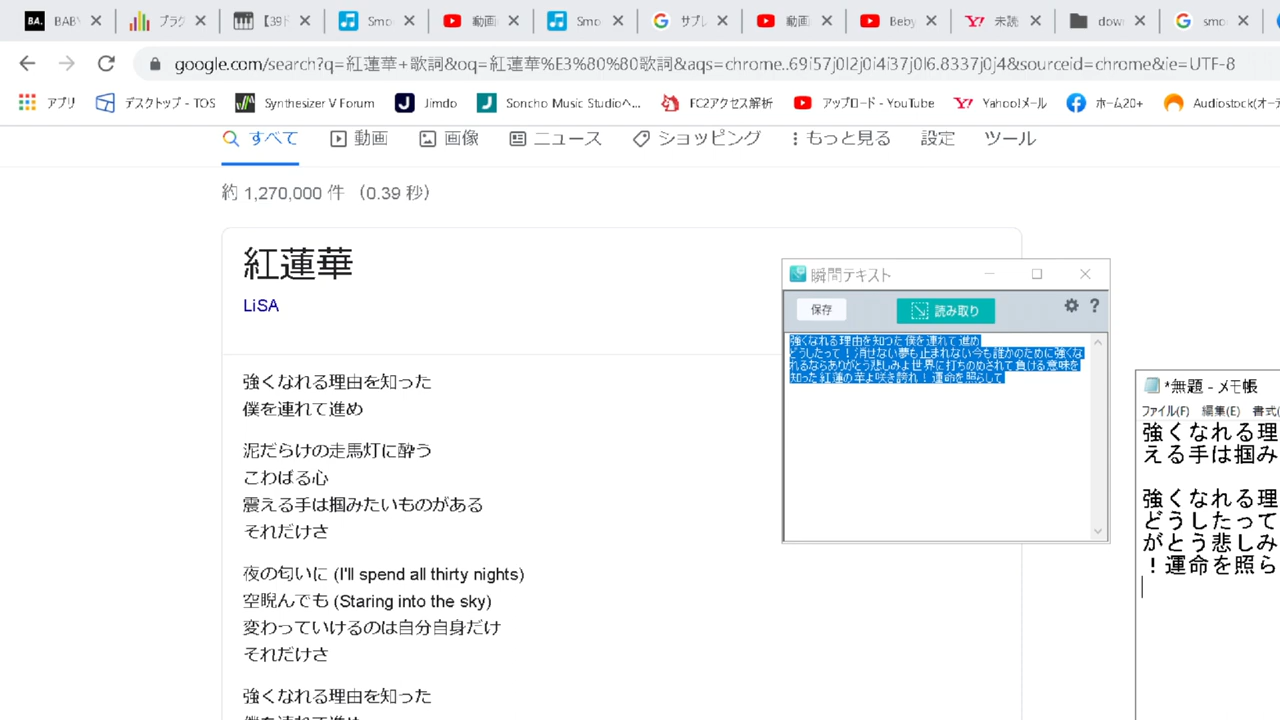 BA. BABY
プラグ
【39ド
Smo
動画
Smo
サプレ
動画
Beby
未読
dow
smo
google.com/search?q=紅蓮華+歌詞&oq=紅蓮華%E3%80%80歌詞&aqs=chrome..69i57j0l2j0i4i37j0l6.8337j0j4&sourceid=chrome&ie=UTF-8
アプリ
デスクトップ - TOS
Synthesizer V Forum
Jimdo
Soncho Music Studioへ...
FC2アクセス解析
アップロード - YouTube
Yahoo!メール
ホーム20+
Audiostock(オーデ
すべて 動画 画像 ニュース ショッピング もっと見る 設定 ツール
約 1,270,000 件 （0.39 秒）
紅蓮華
LiSA
強くなれる理由を知った
僕を連れて進め
泥だらけの走馬灯に酔う
こわばる心
震える手は掴みたいものがある
それだけさ
夜の匂いに (I'll spend all thirty nights)
空睨んでも (Staring into the sky)
変わっていけるのは自分自身だけ
それだけさ
強くなれる理由を知った
僕を連れて進め
瞬間テキスト
保存 読み取り ?
強くなれる理由を知つた僕を連れて進め
どうしたって！消せない夢も止まれない今も誰かのために強くな
れるならありがとう悲しみよ世界に打ちのめされて負ける意味を
知った紅蓮の華よ咲き誇れ！運命を照らして
*無題 - メモ帳
ファイル(F) 編集(E) 書式(
強くなれる理
える手は掴み
強くなれる理
どうしたって
がとう悲しみ
！運命を照ら